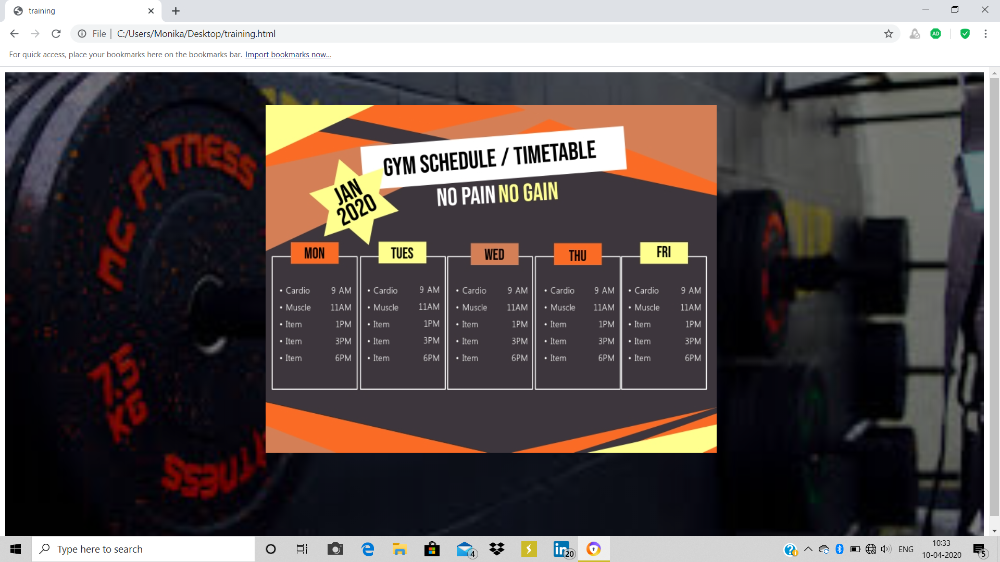 training
File
C:/Users/Monika/Desktop/training.html
AD
For quick access, place your bookmarks here on the bookmarks bar. Import bookmarks now...
MC FITNESS
7.5
KG
GYM SCHEDULE / TIMETABLE
JAN
2020
NO PAIN NO GAIN
MON
• Cardio 9 AM
• Muscle 11AM
• Item 1PM
• Item 3PM
• Item 6PM
TUES
• Cardio 9 AM
• Muscle 11AM
• Item 1PM
• Item 3PM
• Item 6PM
WED
• Cardio 9 AM
• Muscle 11AM
• Item 1PM
• Item 3PM
• Item 6PM
THU
• Cardio 9 AM
• Muscle 11AM
• Item 1PM
• Item 3PM
• Item 6PM
FRI
• Cardio 9 AM
• Muscle 11AM
• Item 1PM
• Item 3PM
• Item 6PM
Type here to search
4
in
20
ENG
10:33
10-04-2020
5